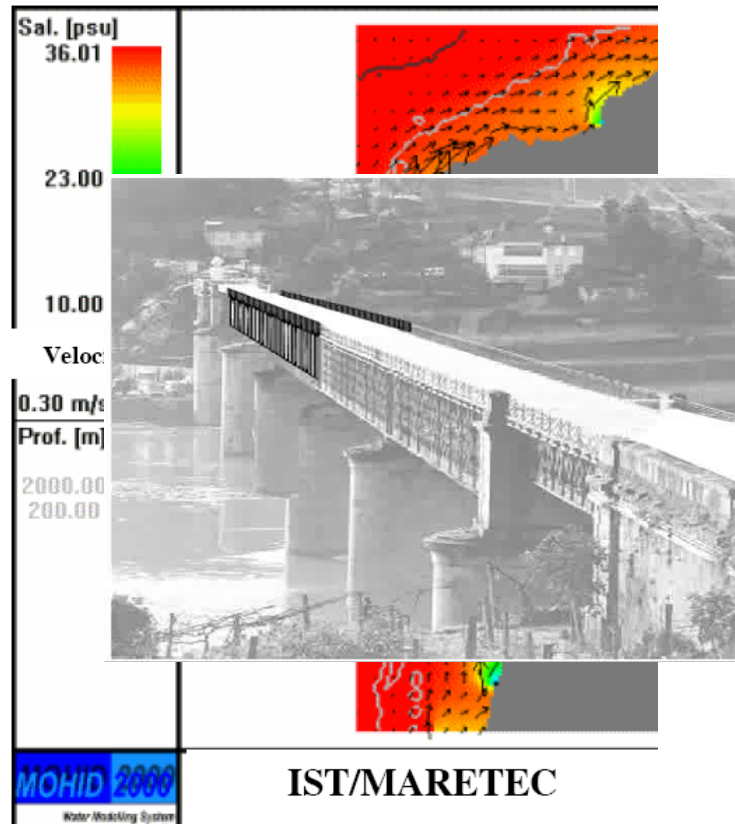 Sal. [psu]
36.01
23.00
10.00
Veloc
0.30 m/s
Prof. [m]
2000.00
200.00
MOHID 2000
Water Modelling System
IST/MARETEC